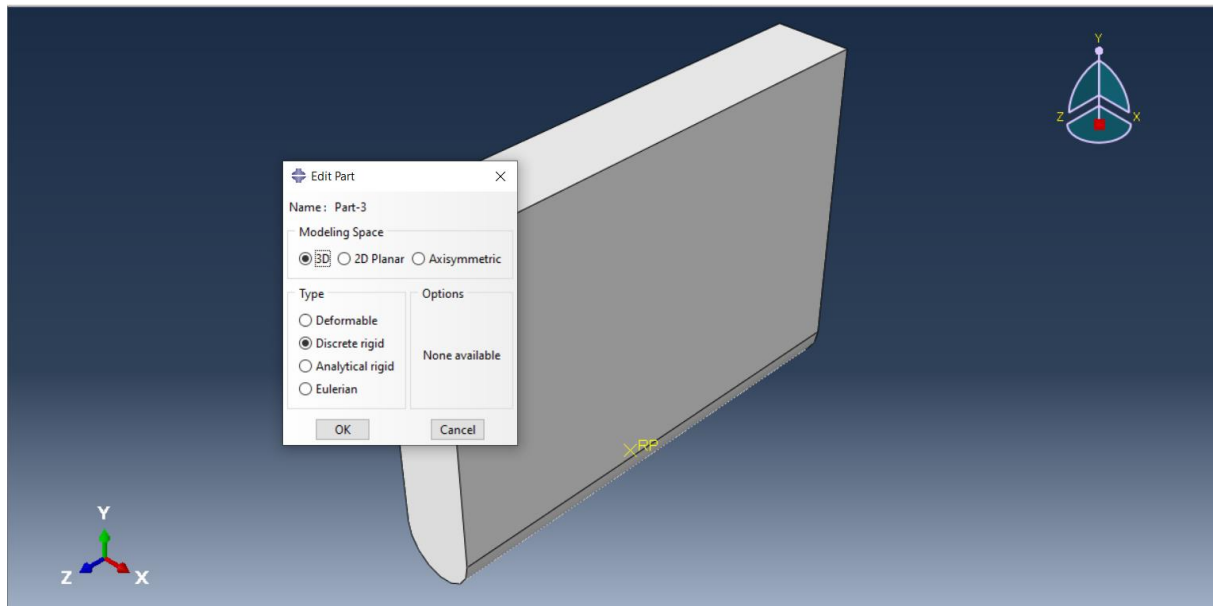 Y
Z X
Edit Part
Name: Part-3
Modeling Space
3D 2D Planar Axisymmetric
Type Options
Deformable
Discrete rigid
None available
Analytical rigid
Eulerian
OK Cancel
RP
Y
Z X